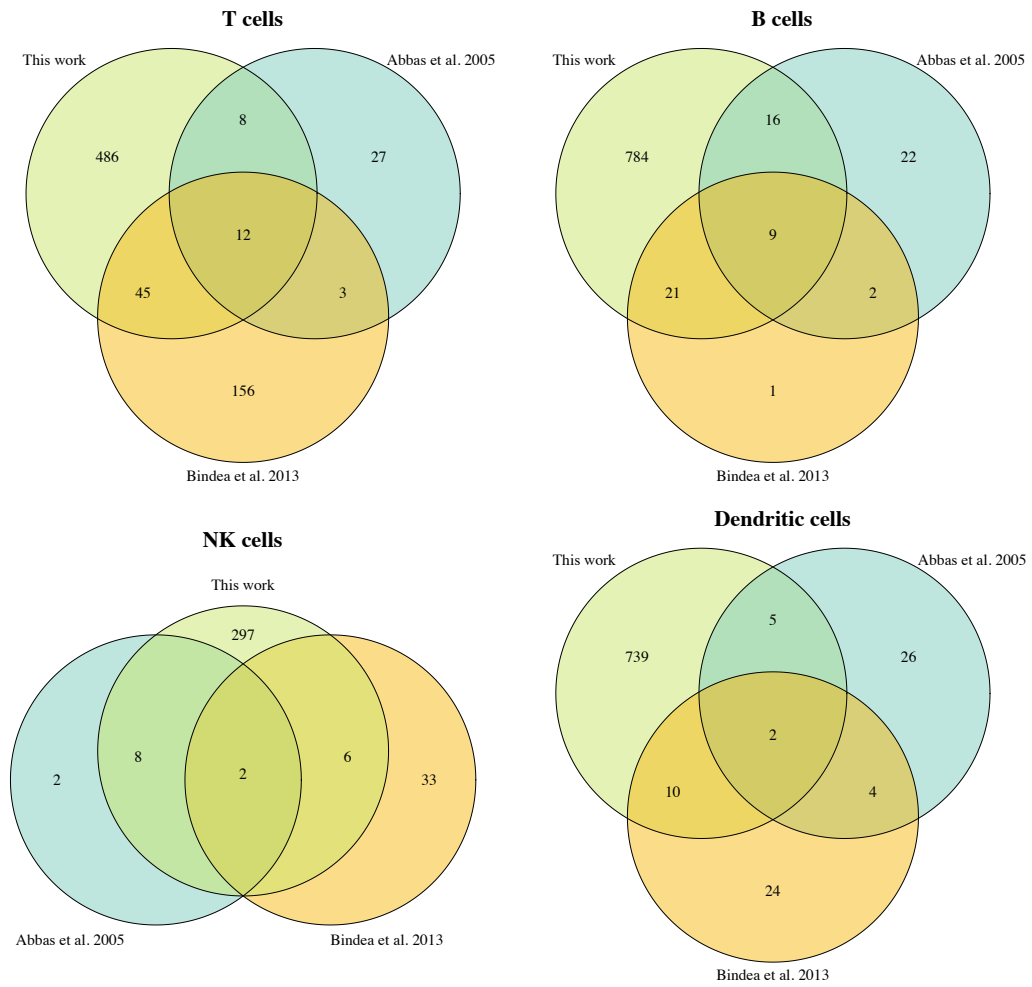 T cells
This work
Abbas et al. 2005
8
486
27
12
45
3
156
Bindea et al. 2013
B cells
This work
Abbas et al. 2005
16
784
22
9
21
2
1
Bindea et al. 2013
NK cells
This work
297
8
6
2
2
33
Abbas et al. 2005
Bindea et al. 2013
Dendritic cells
This work
Abbas et al. 2005
5
739
26
2
10
4
24
Bindea et al. 2013